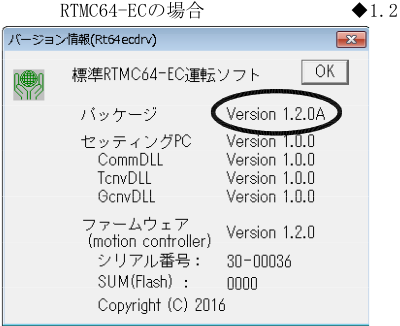 RTMC64-ECの場合 ◆1.2
バージョン情報(Rt64ecdrv)
標準RTMC64-EC運転ソフト OK
パッケージ Version 1.2.0A
セッティングPC Version 1.0.0
CommDLL Version 1.0.0
TcnvDLL Version 1.0.0
GcnvDLL Version 1.0.0
ファームウェア
(motion controller) Version 1.2.0
シリアル番号： 30-00036
SUM(Flash)： 0000
Copyright (C) 2016